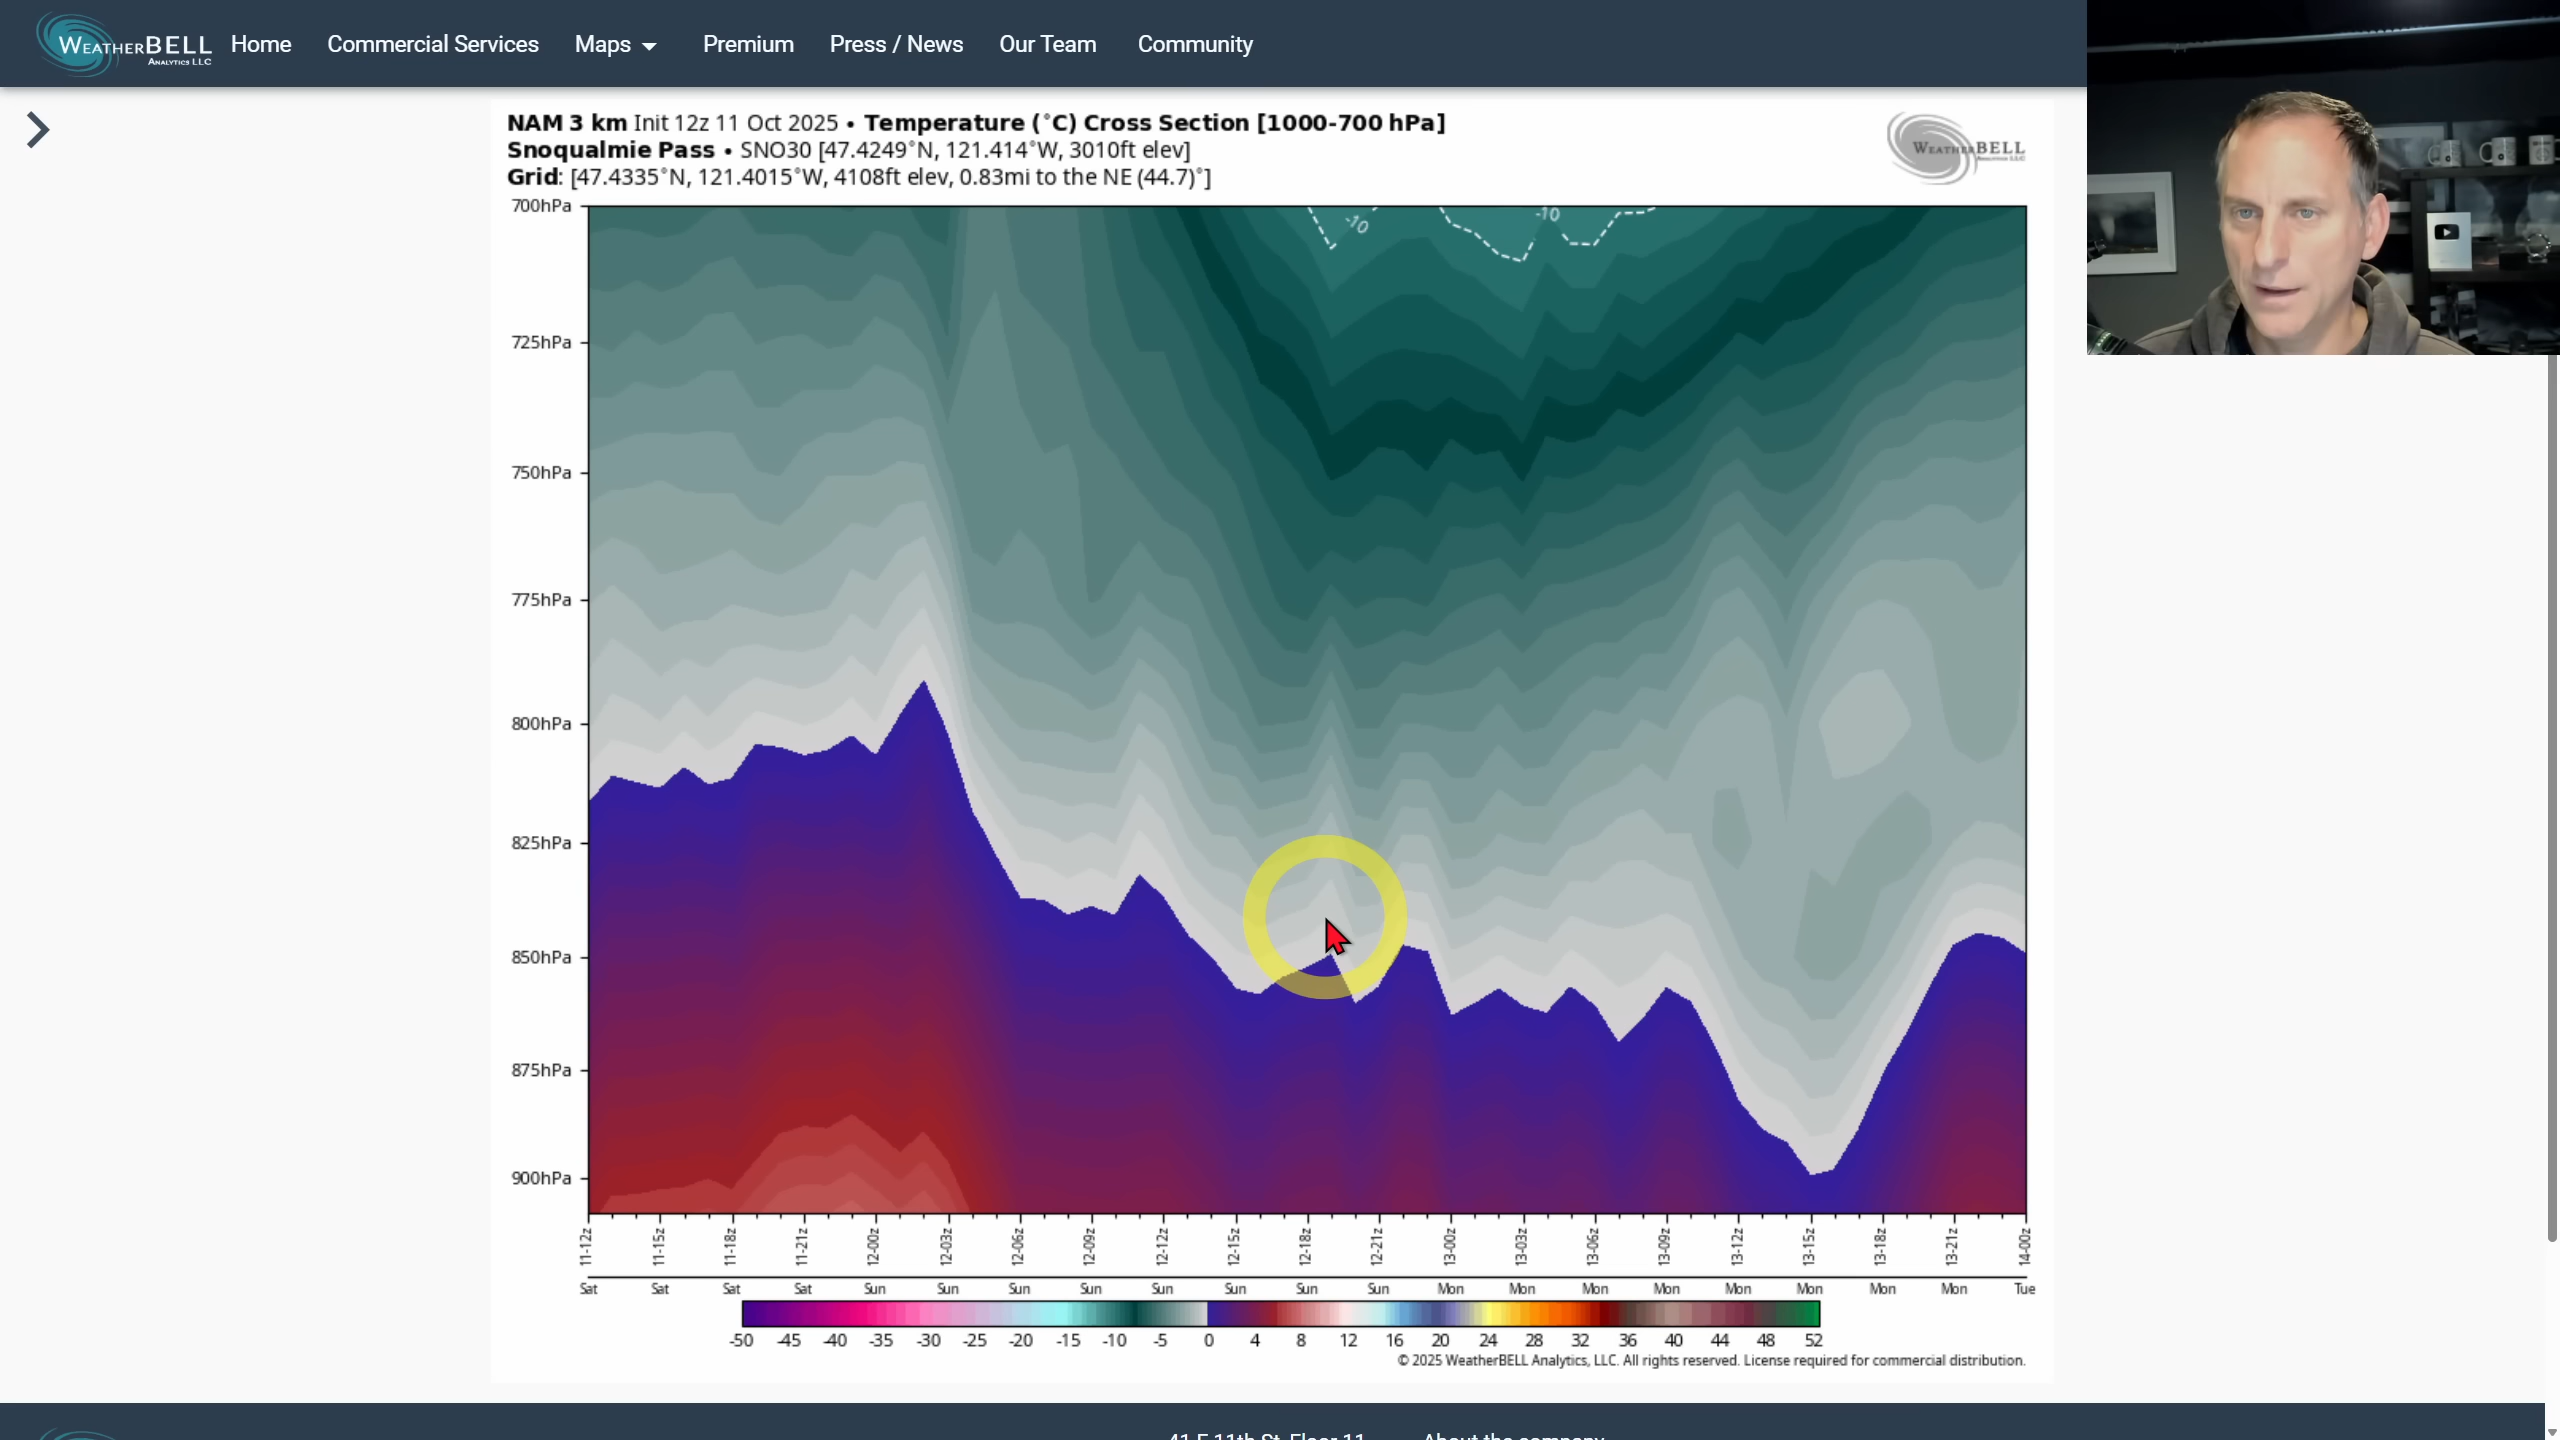 WEATHERBELL
ANALYTICS LLC
Home
Commercial Services
Maps
Premium
Press / News
Our Team
Community
NAM 3 km Init 12z 11 Oct 2025 • Temperature (°C) Cross Section [1000-700 hPa]
Snoqualmie Pass • SNO30 [47.4249°N, 121.414°W, 3010ft elev]
Grid: [47.4335°N, 121.4015°W, 4108ft elev, 0.83mi to the NE (44.7)°]
WEATHERBELL
700hPa
725hPa
750hPa
775hPa
800hPa
825hPa
850hPa
875hPa
900hPa
-10
-10
11-12z 11-15z 11-18z 11-21z 12-00z 12-03z 12-06z 12-09z 12-12z 12-15z 12-18z 12-21z 13-00z 13-03z 13-06z 13-09z 13-12z 13-15z 13-18z 13-21z 14-00z
Sat Sat Sat Sat Sun Sun Sun Sun Sun Sun Sun Sun Mon Mon Mon Mon Mon Mon Mon Mon Tue
-50 -45 -40 -35 -30 -25 -20 -15 -10 -5 0 4 8 12 16 20 24 28 32 36 40 44 48 52
© 2025 WeatherBELL Analytics, LLC. All rights reserved. License required for commercial distribution.
41 E 11th St, Floor 11
About the company